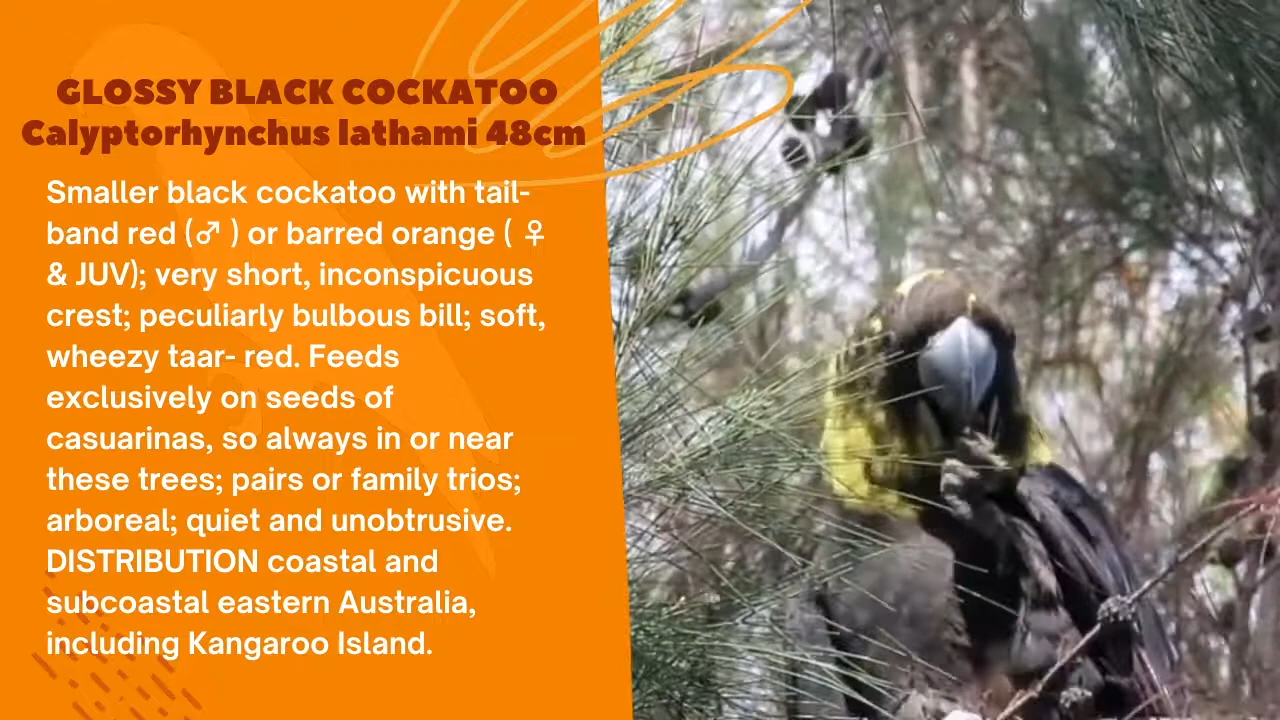 GLOSSY BLACK COCKATOO
Calyptorhynchus lathami 48cm
Smaller black cockatoo with tail-
band red (♂ ) or barred orange ( ♀
& JUV); very short, inconspicuous
crest; peculiarly bulbous bill; soft,
wheezy taar- red. Feeds
exclusively on seeds of
casuarinas, so always in or near
these trees; pairs or family trios;
arboreal; quiet and unobtrusive.
DISTRIBUTION coastal and
subcoastal eastern Australia,
including Kangaroo Island.